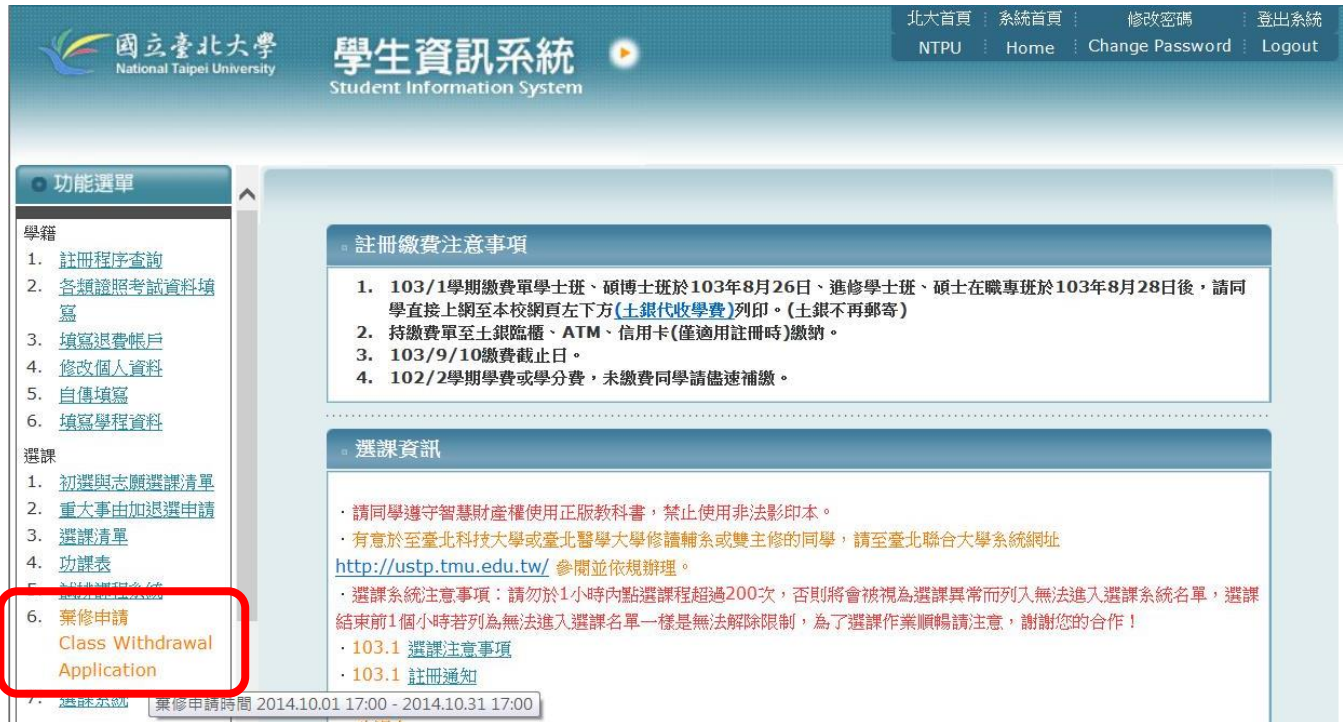 國立臺北大學
National Taipei University
學生資訊系統
Student Information System
北大首頁 系統首頁 修改密碼 登出系統
NTPU Home Change Password Logout
功能選單
學籍
1. 註冊程序查詢
2. 各類證照考試資料填
寫
3. 填寫退費帳戶
4. 修改個人資料
5. 自傳填寫
6. 填寫學程資料
選課
1. 初選與志願選課清單
2. 重大事由加退選申請
3. 選課清單
4. 功課表
5. 試排課程系統
6. 棄修申請
Class Withdrawal
Application
7. 選課系統
棄修申請時間 2014.10.01 17:00 - 2014.10.31 17:00
註冊繳費注意事項
1. 103/1學期繳費單學士班、碩博士班於103年8月26日、進修學士班、碩士在職專班於103年8月28日後，請同
學直接上網至本校網頁左下方(土銀代收學費)列印。(土銀不再郵寄)
2. 持繳費單至土銀臨櫃、ATM、信用卡(僅適用註冊時)繳納。
3. 103/9/10繳費截止日。
4. 102/2學期學費或學分費，未繳費同學請儘速補繳。
選課資訊
·請同學遵守智慧財產權使用正版教科書，禁止使用非法影印本。
·有意於至臺北科技大學或臺北醫學大學修讀輔系或雙主修的同學，請至臺北聯合大學系統網址
http://ustp.tmu.edu.tw/ 參閱並依規辦理。
·選課系統注意事項：請勿於1小時內點選課程超過200次，否則將會被視為選課異常而列入無法進入選課系統名單，選課
結束前1個小時若列為無法進入選課名單一樣是無法解除限制，為了選課作業順暢請注意，謝謝您的合作！
·103.1 選課注意事項
·103.1 註冊通知